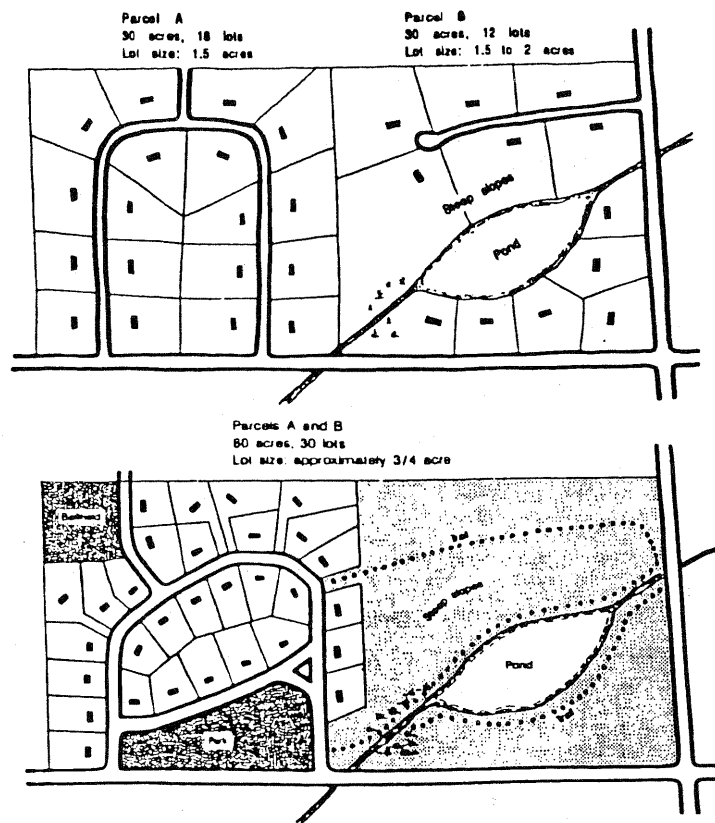 Parcel A
30 acres, 18 lots
Lot size: 1.5 acres
Parcel B
30 acres, 12 lots
Lot size: 1.5 to 2 acres
Steep slopes
Pond
Parcels A and B
60 acres, 30 lots
Lot size: approximately 3/4 acre
Trail
Steep slopes
Pond
Trail
Park